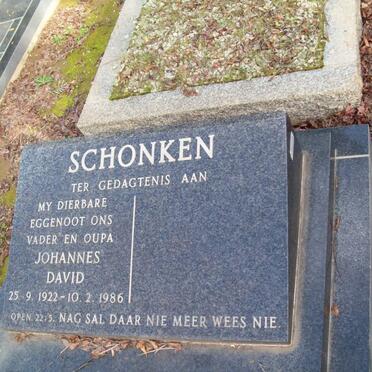 SCHONKEN
TER GEDAGTENIS AAN
MY DIERBARE
EGGENOOT ONS
VADER EN OUPA
JOHANNES
DAVID
25. 9. 1922 – 10. 2. 1986
OPEN. 22:5. NAG SAL DAAR NIE MEER WEES NIE.